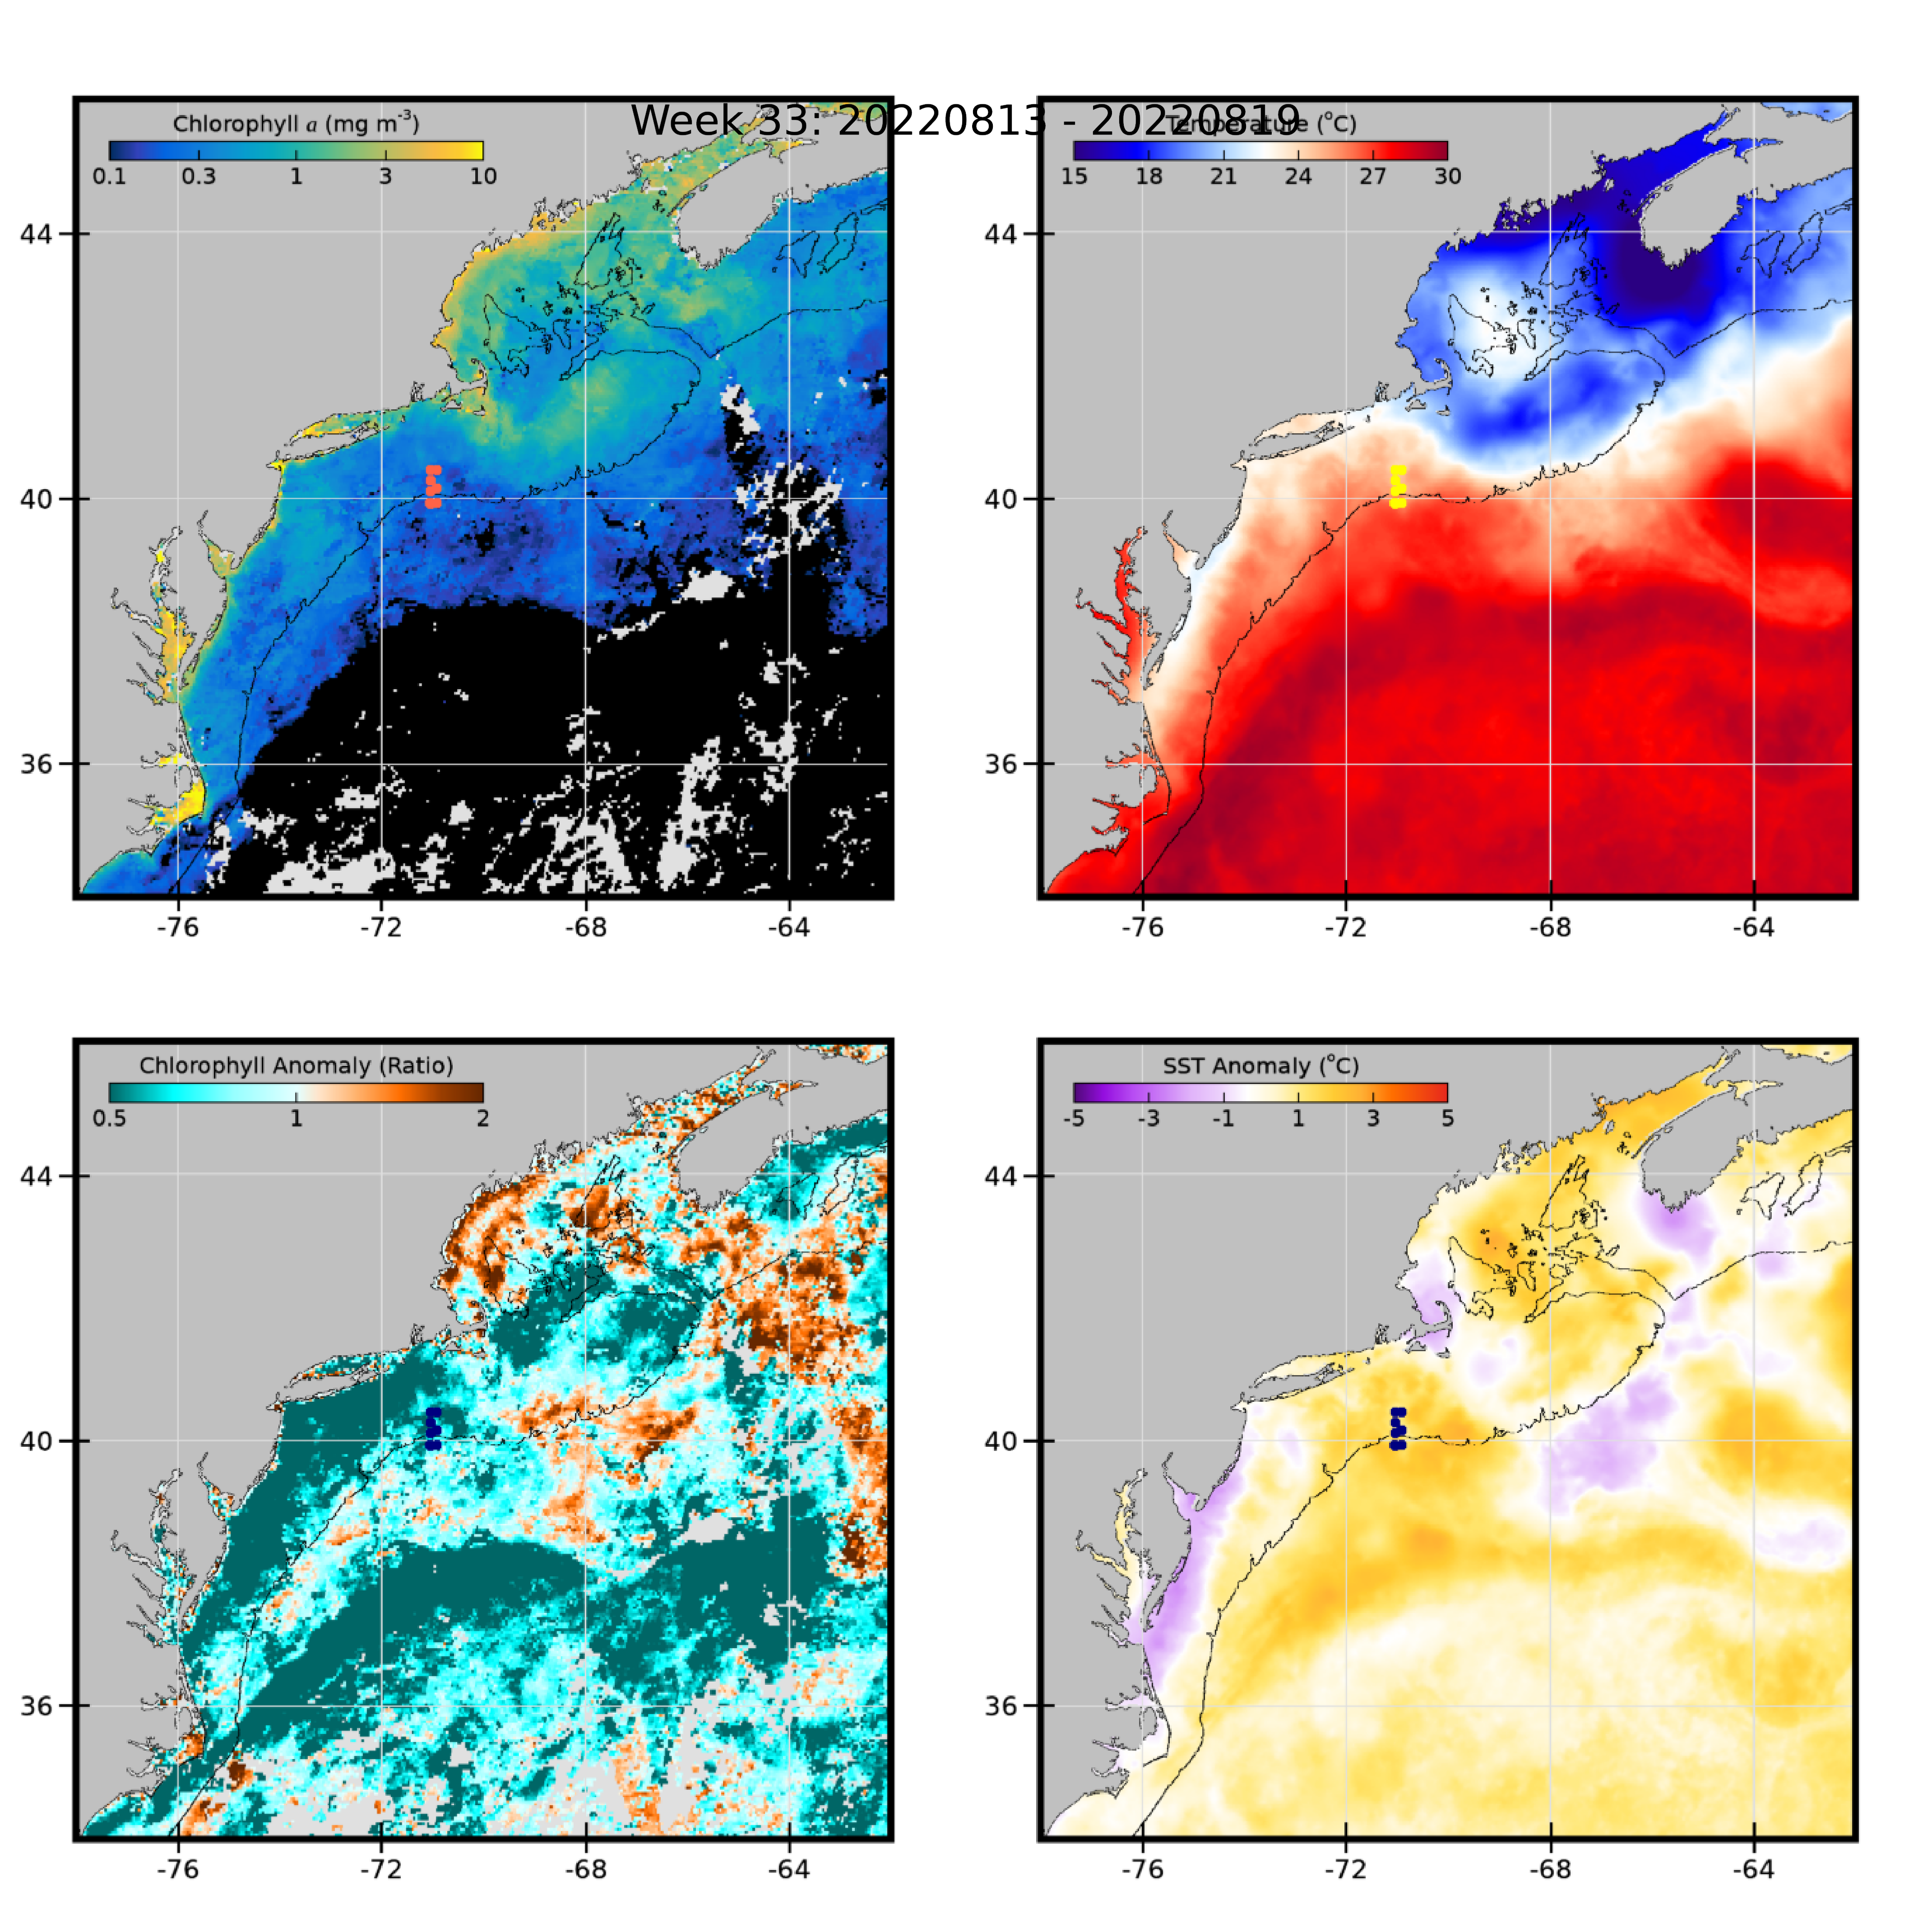 Week 33: 20220813 - 20220819
Chlorophyll a (mg m-3)
0.1 0.3 1 3 10
44
40
36
-76 -72 -68 -64
Temperature (°C)
15 18 21 24 27 30
44
40
36
-76 -72 -68 -64
Chlorophyll Anomaly (Ratio)
0.5 1 2
44
40
36
-76 -72 -68 -64
SST Anomaly (°C)
-5 -3 -1 1 3 5
44
40
36
-76 -72 -68 -64